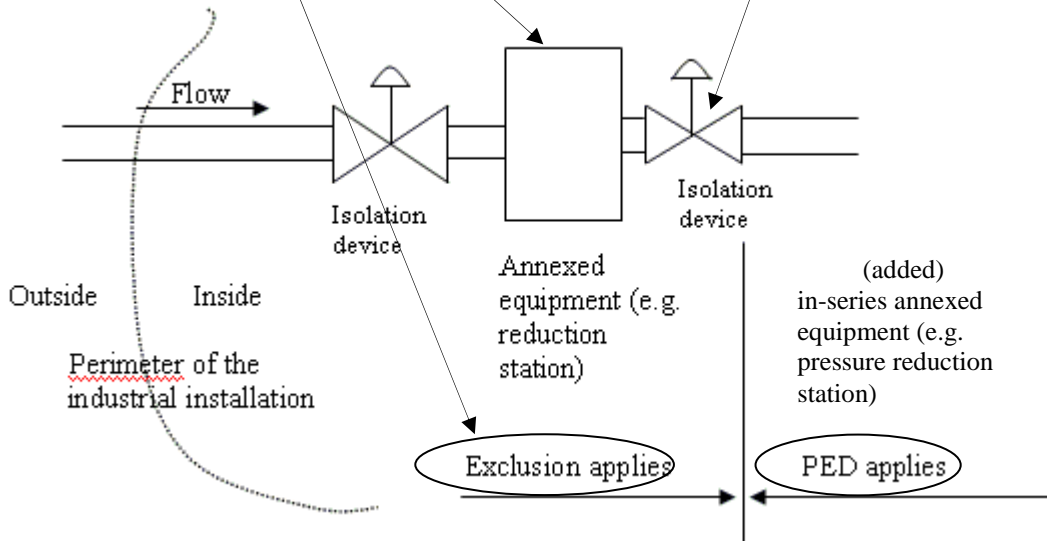 Flow
Isolation
device
Isolation
device
Outside
Inside
Perimeter of the
industrial installation
Annexed
equipment (e.g.
reduction
station)
(added)
in-series annexed
equipment (e.g.
pressure reduction
station)
Exclusion applies
PED applies